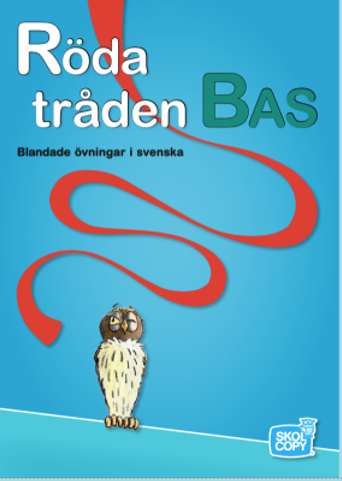 Röda
tråden BAS
Blandade övningar i svenska
SKOL
COPY